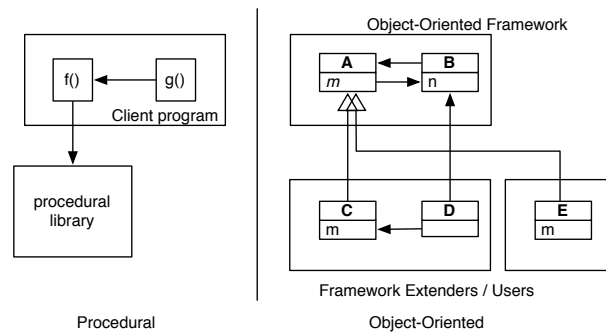 f()
g()
Client program
procedural
library
Procedural
Object-Oriented Framework
A
m
B
n
C
m
D
E
m
Framework Extenders / Users
Object-Oriented